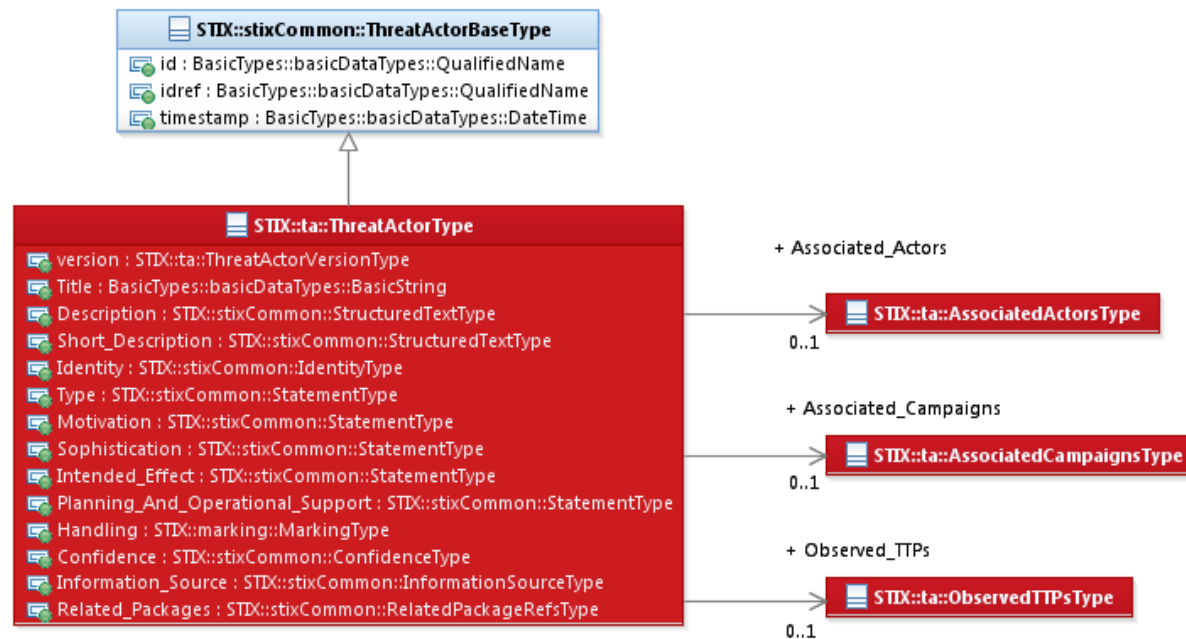 STIX::stixCommon::ThreatActorBaseType
id : BasicTypes::basicDataTypes::QualifiedName
idref : BasicTypes::basicDataTypes::QualifiedName
timestamp : BasicTypes::basicDataTypes::DateTime
STIX::ta::ThreatActorType
version : STIX::ta::ThreatActorVersionType
Title : BasicTypes::basicDataTypes::BasicString
Description : STIX::stixCommon::StructuredTextType
Short_Description : STIX::stixCommon::StructuredTextType
Identity : STIX::stixCommon::IdentityType
Type : STIX::stixCommon::StatementType
Motivation : STIX::stixCommon::StatementType
Sophistication : STIX::stixCommon::StatementType
Intended_Effect : STIX::stixCommon::StatementType
Planning_And_Operational_Support : STIX::stixCommon::StatementType
Handling : STIX::marking::MarkingType
Confidence : STIX::stixCommon::ConfidenceType
Information_Source : STIX::stixCommon::InformationSourceType
Related_Packages : STIX::stixCommon::RelatedPackageRefsType
+ Associated_Actors
STIX::ta::AssociatedActorsType
0..1
+ Associated_Campaigns
STIX::ta::AssociatedCampaignsType
0..1
+ Observed_TTPs
STIX::ta::ObservedTTPsType
0..1